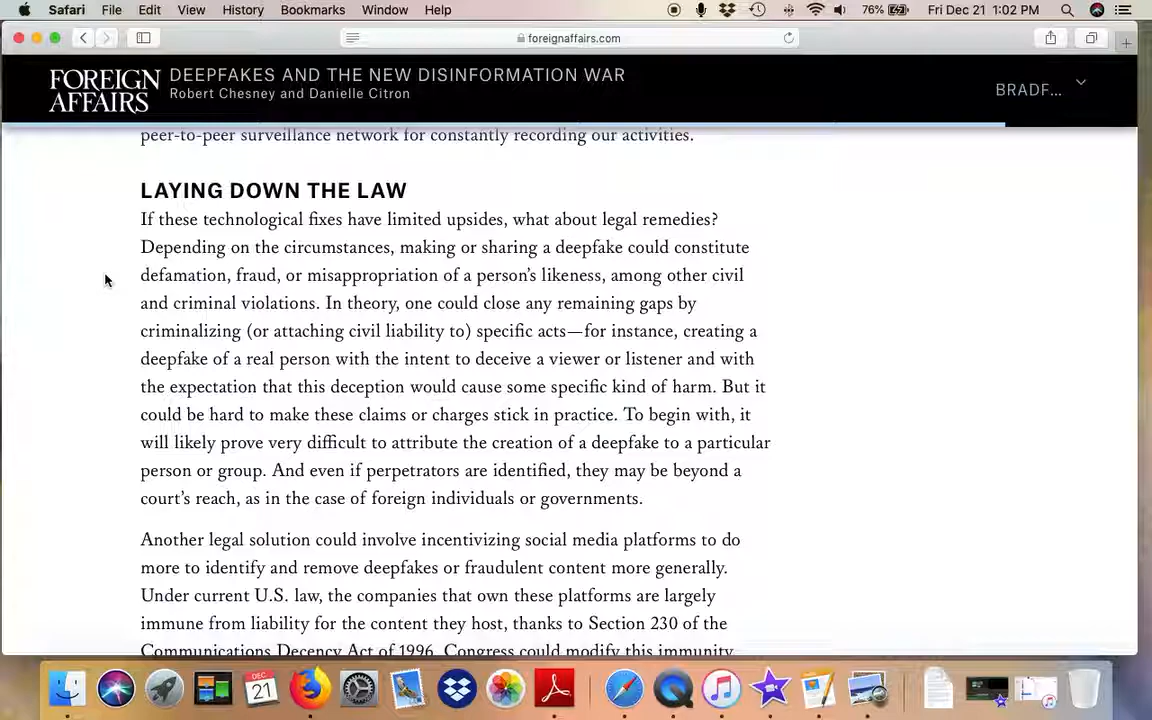 Safari File Edit View History Bookmarks Window Help 76% Fri Dec 21 1:02 PM
foreignaffairs.com
FOREIGN AFFAIRS
DEEPFAKES AND THE NEW DISINFORMATION WAR
Robert Chesney and Danielle Citron
BRADF...
peer-to-peer surveillance network for constantly recording our activities.
LAYING DOWN THE LAW
If these technological fixes have limited upsides, what about legal remedies?
Depending on the circumstances, making or sharing a deepfake could constitute
defamation, fraud, or misappropriation of a person’s likeness, among other civil
and criminal violations. In theory, one could close any remaining gaps by
criminalizing (or attaching civil liability to) specific acts—for instance, creating a
deepfake of a real person with the intent to deceive a viewer or listener and with
the expectation that this deception would cause some specific kind of harm. But it
could be hard to make these claims or charges stick in practice. To begin with, it
will likely prove very difficult to attribute the creation of a deepfake to a particular
person or group. And even if perpetrators are identified, they may be beyond a
court’s reach, as in the case of foreign individuals or governments.
Another legal solution could involve incentivizing social media platforms to do
more to identify and remove deepfakes or fraudulent content more generally.
Under current U.S. law, the companies that own these platforms are largely
immune from liability for the content they host, thanks to Section 230 of the
Communications Decency Act of 1996. Congress could modify this immunity,
DEC
21